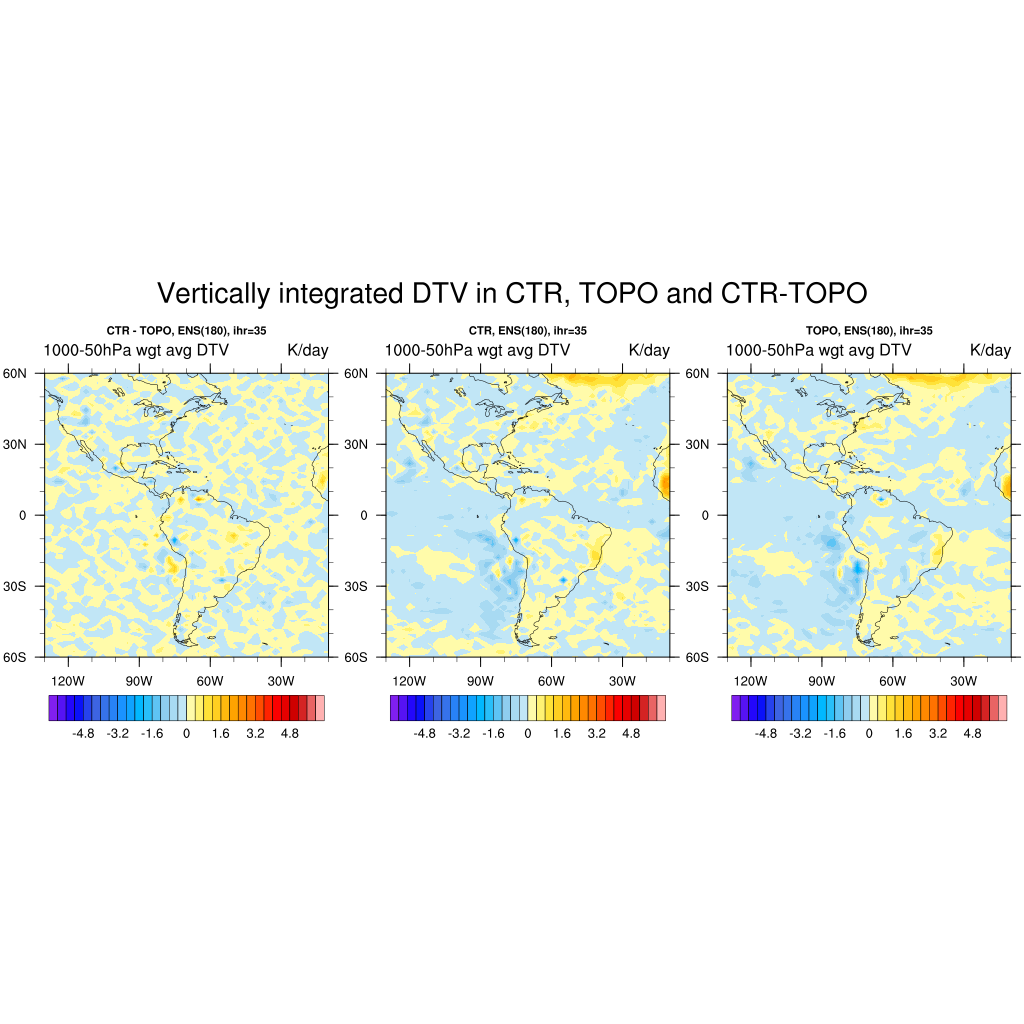 Vertically integrated DTV in CTR, TOPO and CTR-TOPO
CTR - TOPO, ENS(180), ihr=35
1000-50hPa wgt avg DTV K/day
60N
30N
0
30S
60S
120W 90W 60W 30W
-4.8 -3.2 -1.6 0 1.6 3.2 4.8
CTR, ENS(180), ihr=35
1000-50hPa wgt avg DTV K/day
60N
30N
0
30S
60S
120W 90W 60W 30W
-4.8 -3.2 -1.6 0 1.6 3.2 4.8
TOPO, ENS(180), ihr=35
1000-50hPa wgt avg DTV K/day
60N
30N
0
30S
60S
120W 90W 60W 30W
-4.8 -3.2 -1.6 0 1.6 3.2 4.8